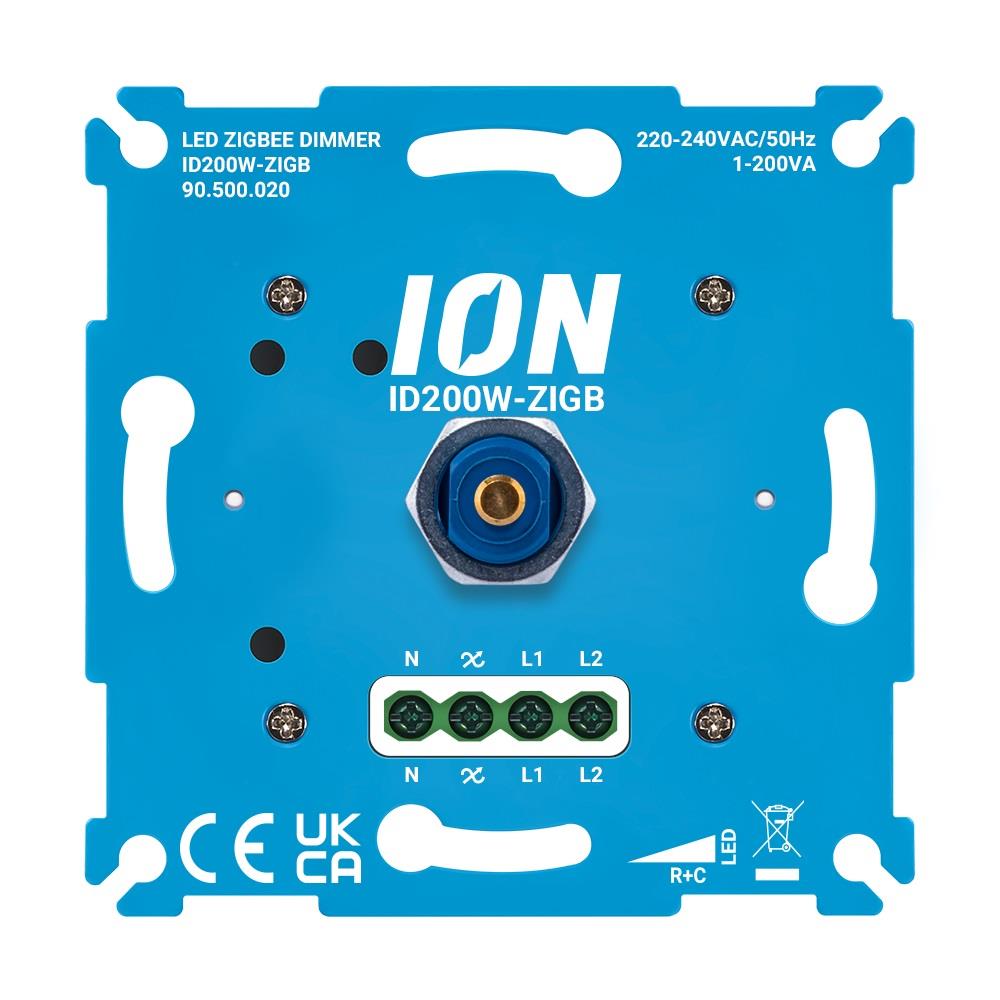 LED ZIGBEE DIMMER
ID200W-ZIGB
90.500.020
220-240VAC/50Hz
1-200VA
ION
ID200W-ZIGB
N L1 L2
N L1 L2
CE UK
CA
LED
R+C